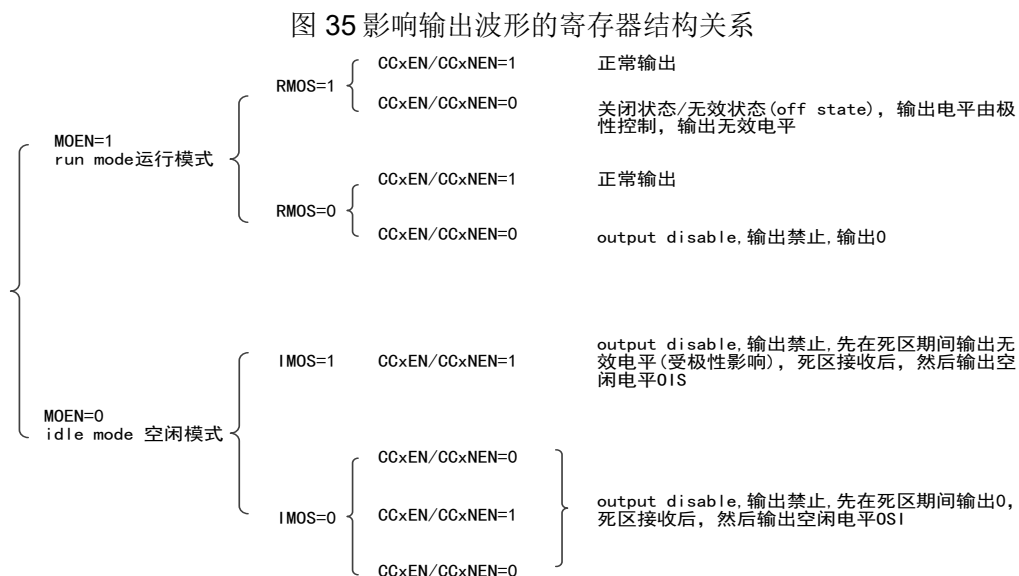 图 35 影响输出波形的寄存器结构关系
CCxEN/CCxNEN=1 正常输出
RMOS=1
CCxEN/CCxNEN=0 关闭状态/无效状态(off state), 输出电平由极
性控制, 输出无效电平
MOEN=1
run mode运行模式
CCxEN/CCxNEN=1 正常输出
RMOS=0
CCxEN/CCxNEN=0 output disable,输出禁止,输出0
output disable,输出禁止,先在死区期间输出无
IMOS=1 CCxEN/CCxNEN=1 效电平(受极性影响), 死区接收后, 然后输出空
闲电平OIS
MOEN=0
idle mode 空闲模式
CCxEN/CCxNEN=0
output disable,输出禁止,先在死区期间输出0,
IMOS=0 CCxEN/CCxNEN=1 死区接收后, 然后输出空闲电平OSI
CCxEN/CCxNEN=0